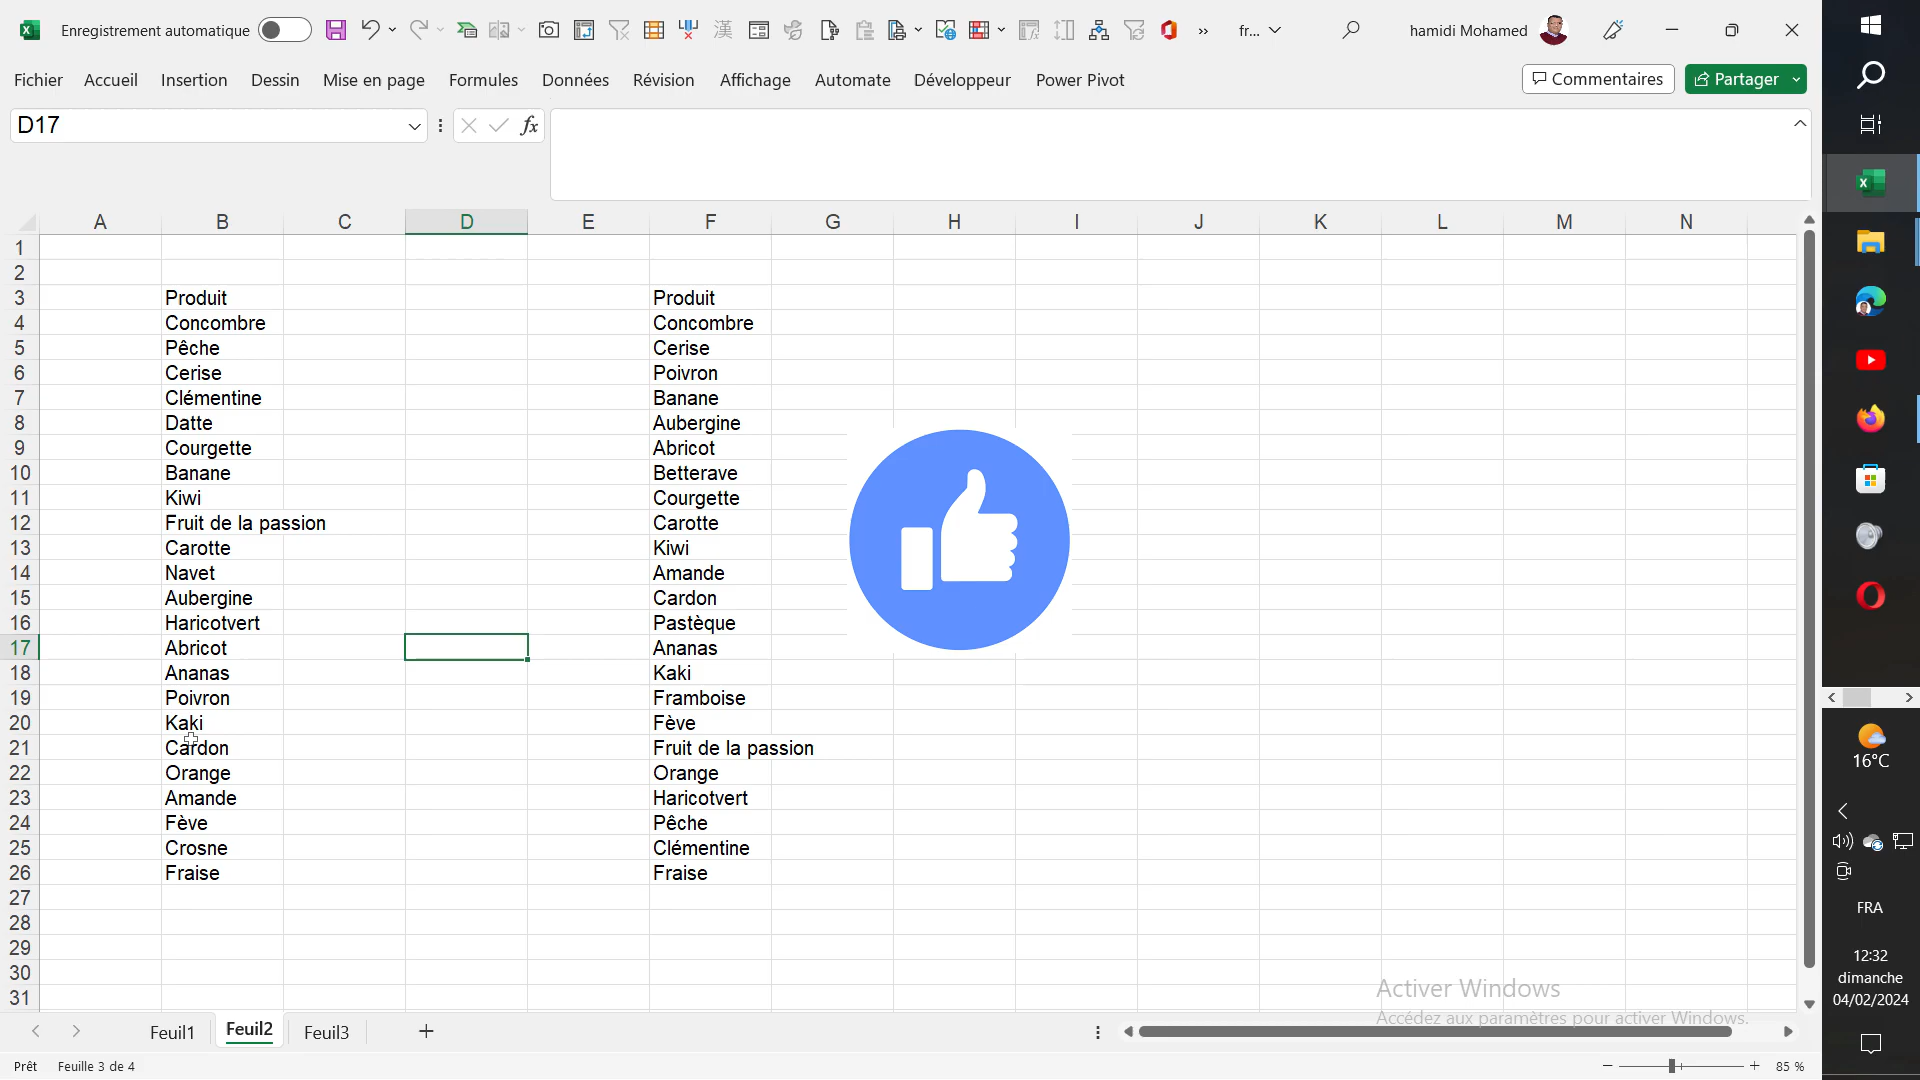 Enregistrement automatique
fr...
hamidi Mohamed
Fichier Accueil Insertion Dessin Mise en page Formules Données Révision Affichage Automate Développeur Power Pivot
Commentaires
Partager
D17
fx
A B C D E F G H I J K L M N
1
2
3 Produit Produit
4 Concombre Concombre
5 Pêche Cerise
6 Cerise Poivron
7 Clémentine Banane
8 Datte Aubergine
9 Courgette Abricot
10 Banane Betterave
11 Kiwi Courgette
12 Fruit de la passion Carotte
13 Carotte Kiwi
14 Navet Amande
15 Aubergine Cardon
16 Haricotvert Pastèque
17 Abricot Ananas
18 Ananas Kaki
19 Poivron Framboise
20 Kaki Fève
21 Cardon Fruit de la passion
22 Orange Orange
23 Amande Haricotvert
24 Fève Pêche
25 Crosne Clémentine
26 Fraise Fraise
27
28
29
30
31
Activer Windows
Accédez aux paramètres pour activer Windows.
Feuil1 Feuil2 Feuil3
Prêt Feuille 3 de 4
85 %
16°C
FRA
12:32
dimanche
04/02/2024